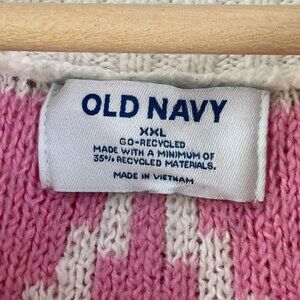 OLD NAVY
XXL
GO-RECYCLED
MADE WITH A MINIMUM OF
35% RECYCLED MATERIALS.
MADE IN VIETNAM